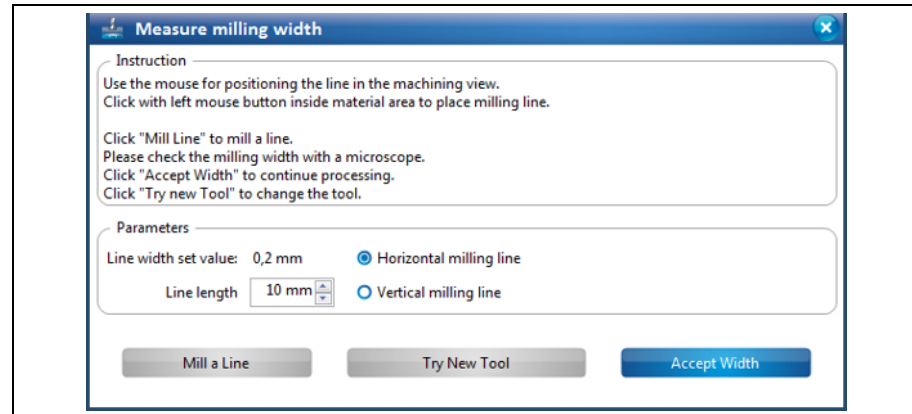 Measure milling width
Instruction
Use the mouse for positioning the line in the machining view.
Click with left mouse button inside material area to place milling line.
Click "Mill Line" to mill a line.
Please check the milling width with a microscope.
Click "Accept Width" to continue processing.
Click "Try new Tool" to change the tool.
Parameters
Line width set value: 0,2 mm Horizontal milling line
Line length 10 mm Vertical milling line
Mill a Line Try New Tool Accept Width